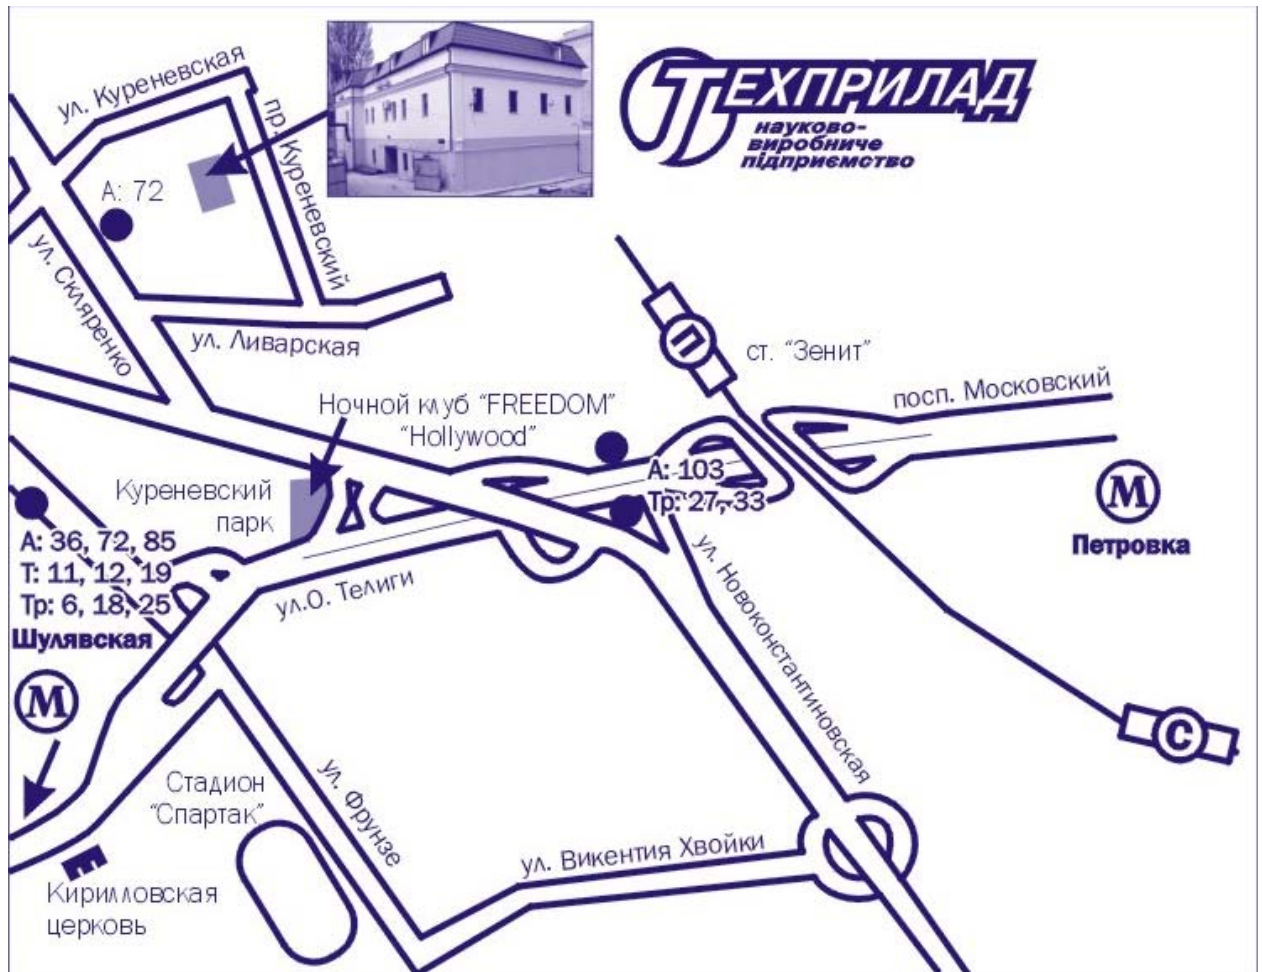 ТЕХПРИЛАД
науково-
виробниче
підприємство
ул. Куреневская
пр. Куреневский
А: 72
ул. Скляренко
ул. Ливарская
П
ст. “Зенит”
посп. Московский
Ночной клуб “FREEDOM”
“Hollywood”
А: 103
Тр: 27, 33
М
Петровка
Куреневский
парк
А: 36, 72, 85
Т: 11, 12, 19
Тр: 6, 18, 25
Шулявская
М
ул.О. Телиги
ул. Новоконстантиновская
С
Стадион
“Спартак”
ул. Фрунзе
ул. Викентия Хвойки
Кирилловская
церковь